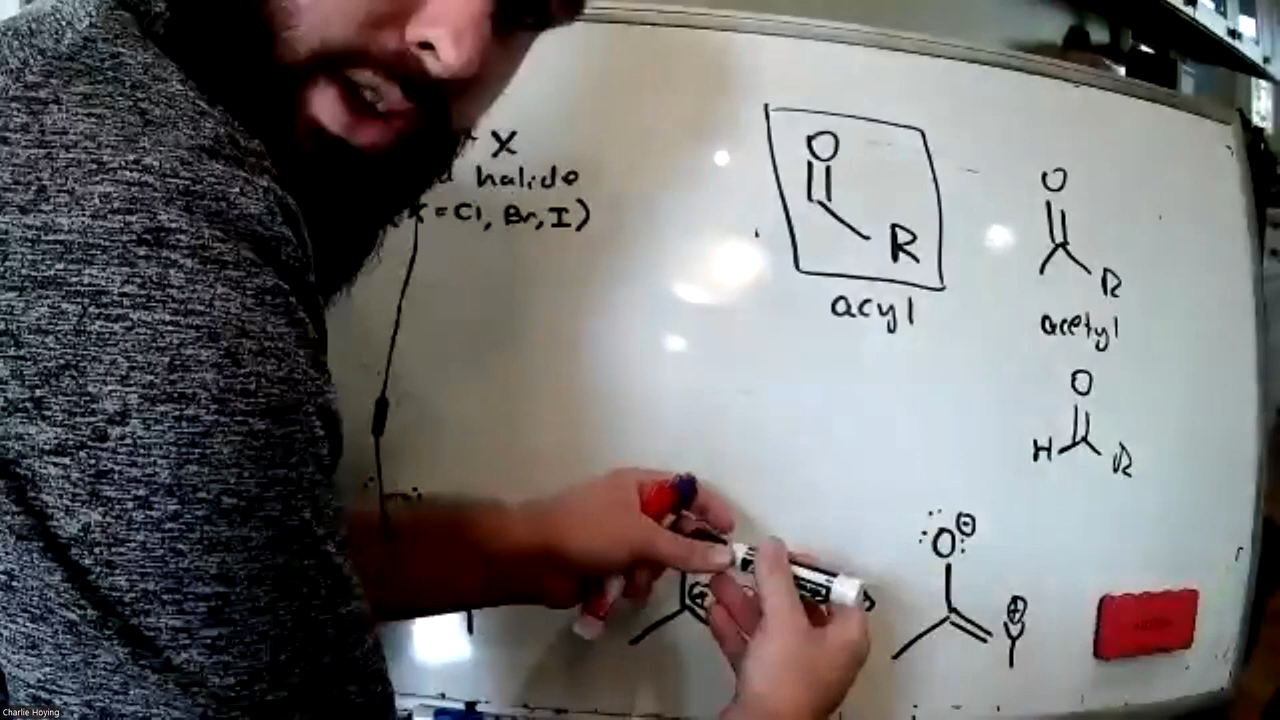 X
halide
=Cl, Br, I)
O
R
acyl
O
R
acetyl
O
H R
O ⊖
⊕
Y
Charlie Hoying